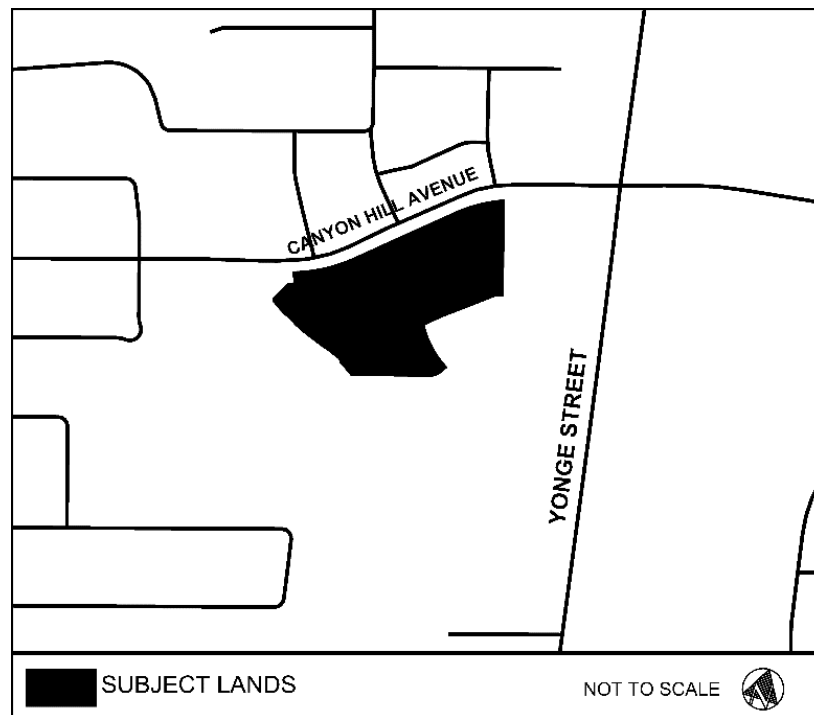 CANYON HILL AVENUE
YONGE STREET
SUBJECT LANDS
NOT TO SCALE